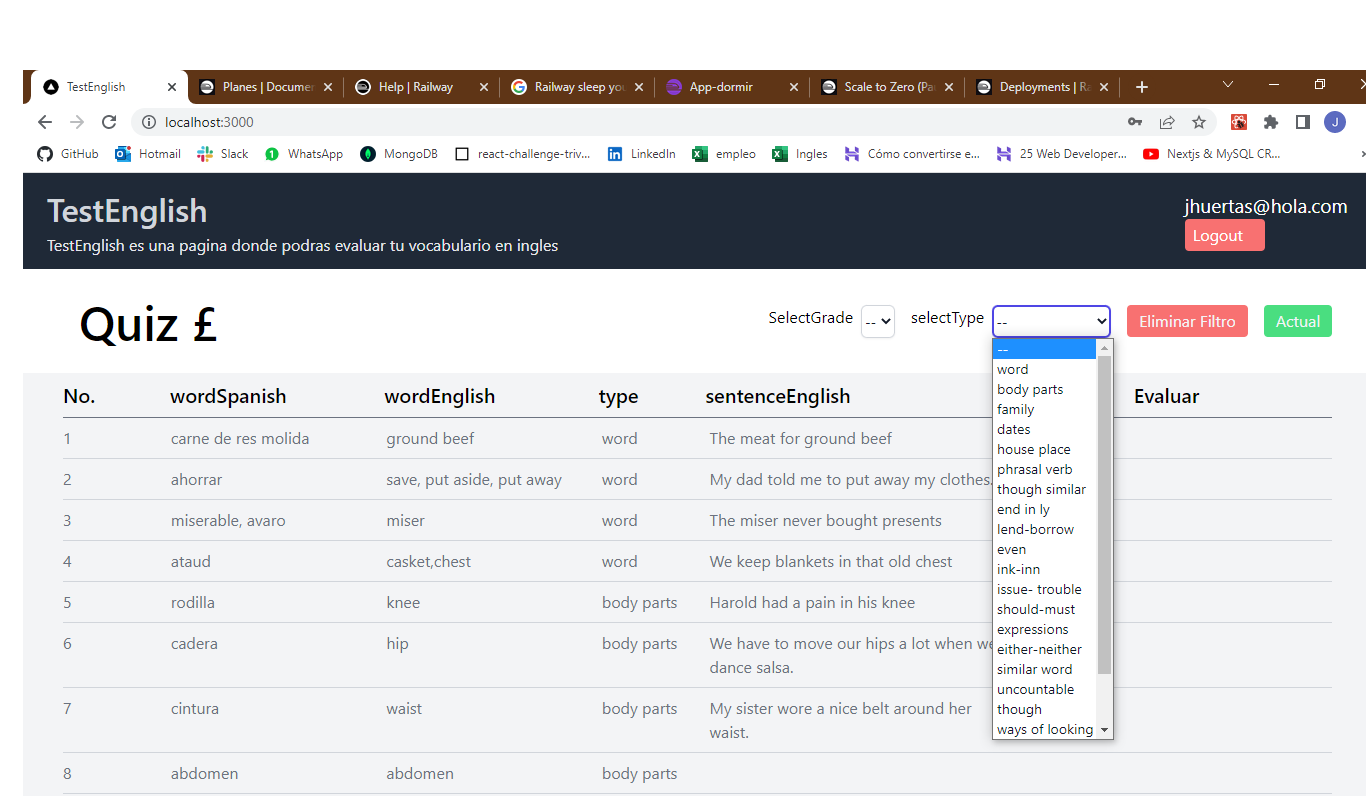 TestEnglish
Planes | Documen
Help | Railway
Railway sleep you
App-dormir
Scale to Zero (Pa
Deployments | Ra
localhost:3000
J
GitHub Hotmail Slack WhatsApp MongoDB react-challenge-triv... LinkedIn empleo Ingles Cómo convertirse e... 25 Web Developer... Nextjs & MySQL CR...
TestEnglish
TestEnglish es una pagina donde podras evaluar tu vocabulario en ingles
jhuertas@hola.com
Logout
Quiz £
SelectGrade -- selectType -- Eliminar Filtro Actual
No. wordSpanish wordEnglish type sentenceEnglish Evaluar
1 carne de res molida ground beef word The meat for ground beef
2 ahorrar save, put aside, put away word My dad told me to put away my clothes.
3 miserable, avaro miser word The miser never bought presents
4 ataud casket,chest word We keep blankets in that old chest
5 rodilla knee body parts Harold had a pain in his knee
6 cadera hip body parts We have to move our hips a lot when we
dance salsa.
7 cintura waist body parts My sister wore a nice belt around her
waist.
8 abdomen abdomen body parts
--
word
body parts
family
dates
house place
phrasal verb
though similar
end in ly
lend-borrow
even
ink-inn
issue- trouble
should-must
expressions
either-neither
similar word
uncountable
though
ways of looking